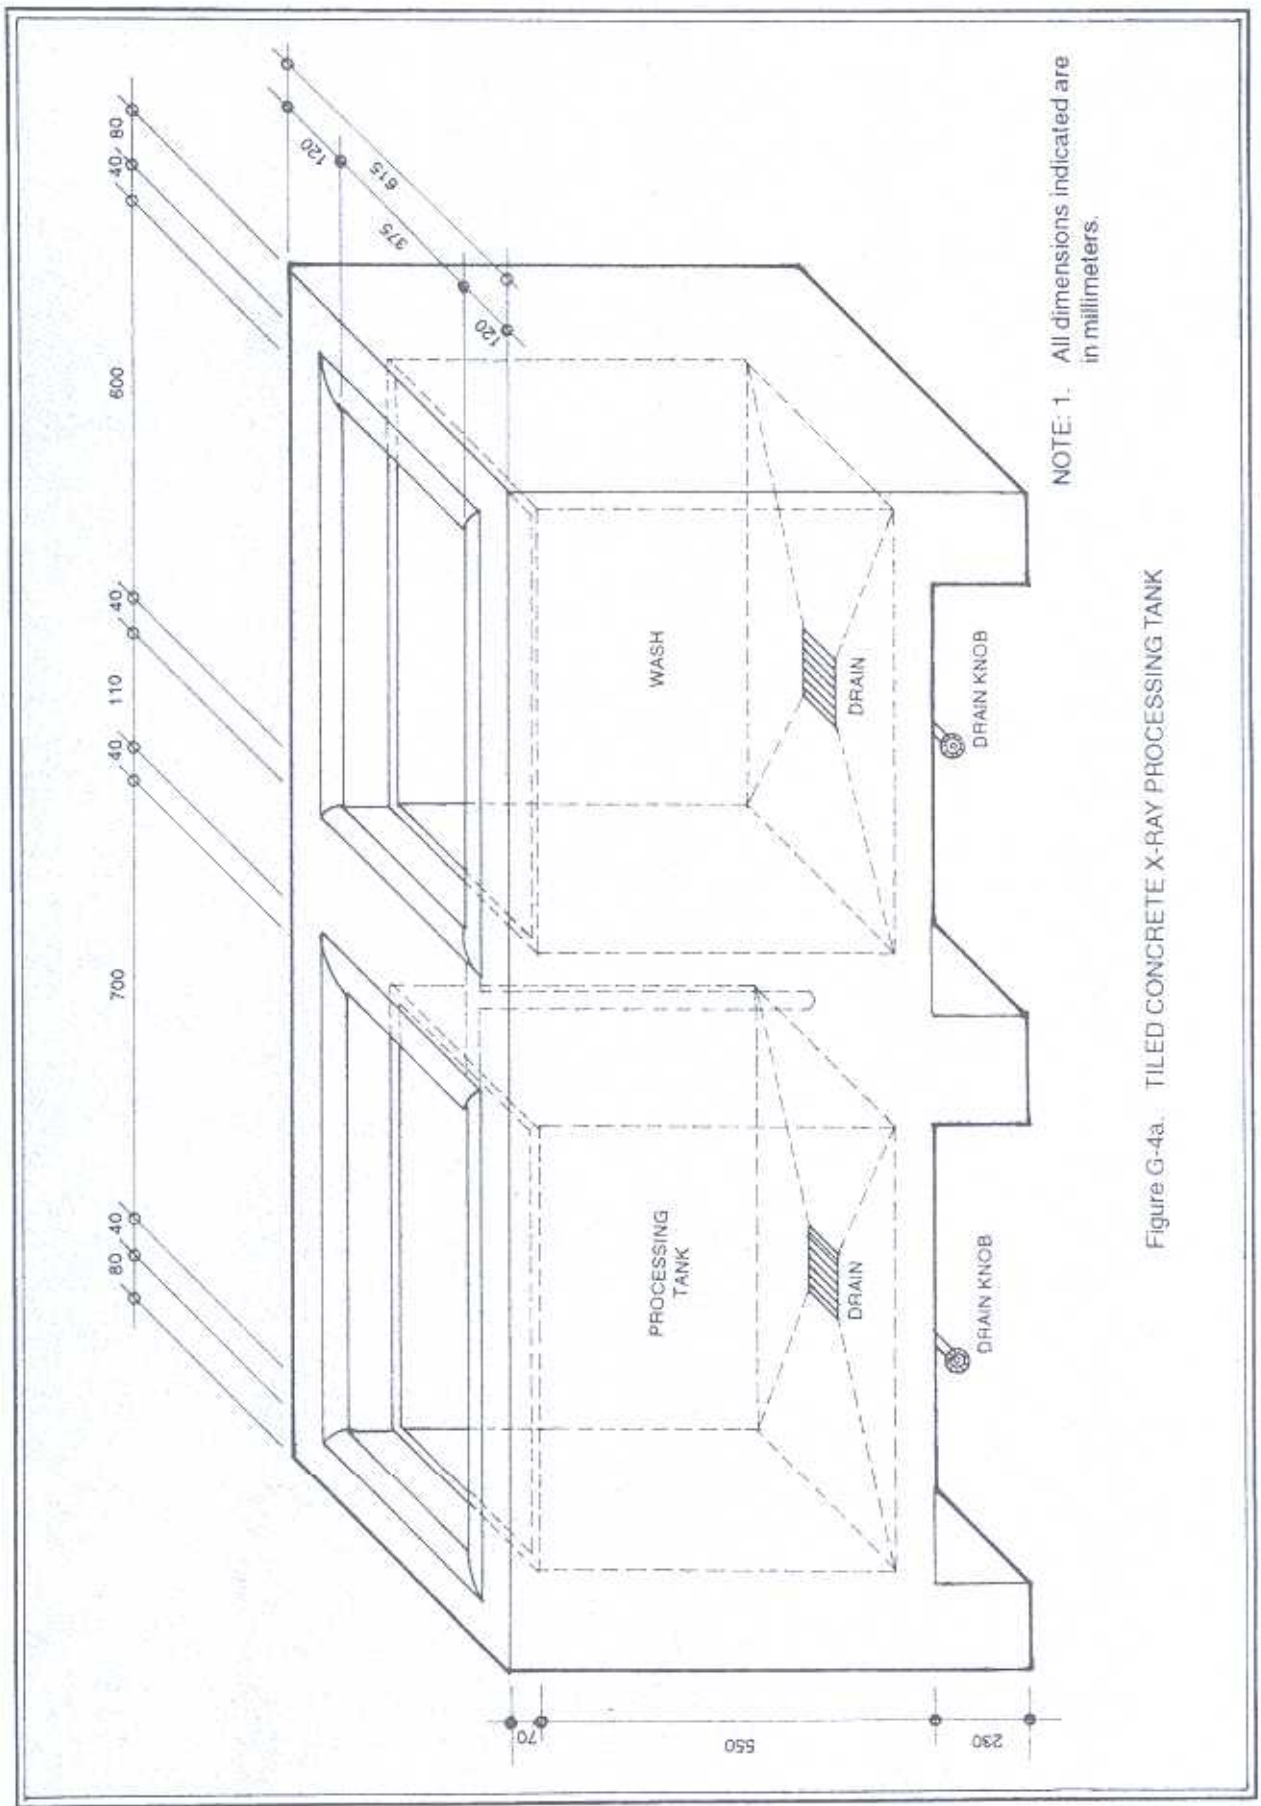 80 40 700 40 110 40 600 40 80
120
375
615
120
PROCESSING
TANK
WASH
DRAIN
DRAIN
70
550
230
DRAIN KNOB
DRAIN KNOB
NOTE: 1. All dimensions indicated are
in millimeters.
Figure G-4a. TILED CONCRETE X-RAY PROCESSING TANK